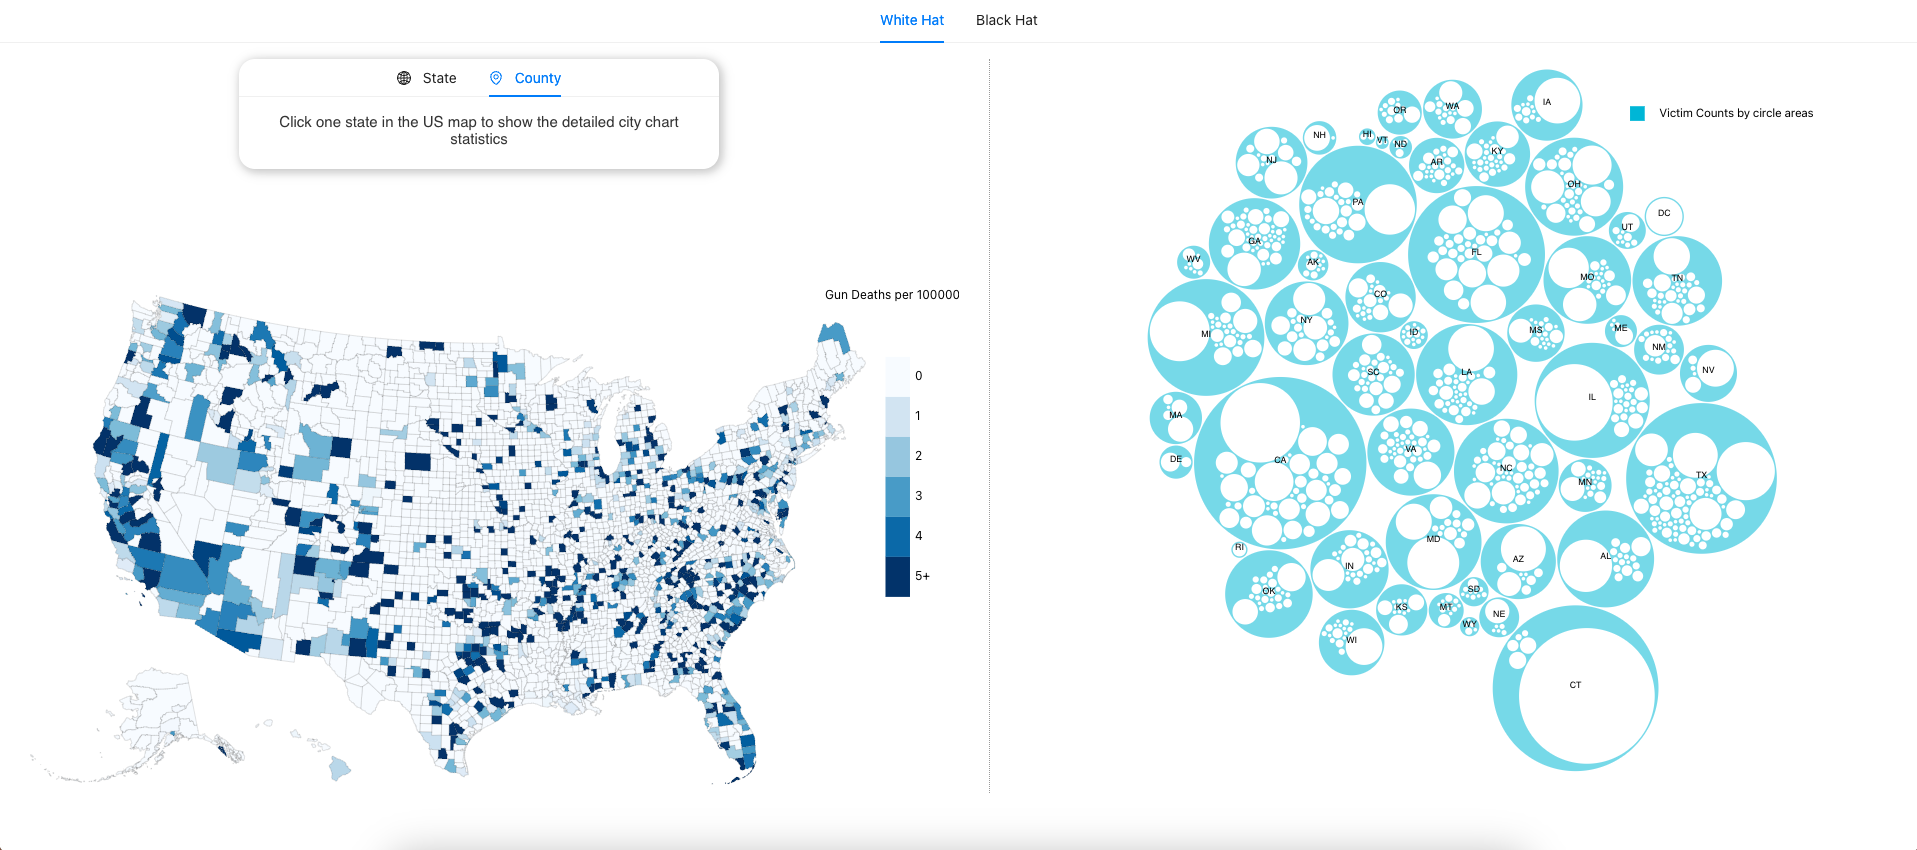 White Hat
Black Hat
State
County
Click one state in the US map to show the detailed city chart
statistics
Gun Deaths per 100000
0
1
2
3
4
5+
Victim Counts by circle areas
IA
OR
WA
NH
HI
VT
ND
NJ
AR
KY
PA
OH
DC
UT
GA
FL
WV
AK
MO
TN
CO
NY
MI
ID
MS
ME
NM
SC
LA
NV
IL
MA
VA
DE
CA
NC
TX
MN
MD
RI
IN
AZ
AL
OK
SD
KS
MT
NE
WY
WI
CT